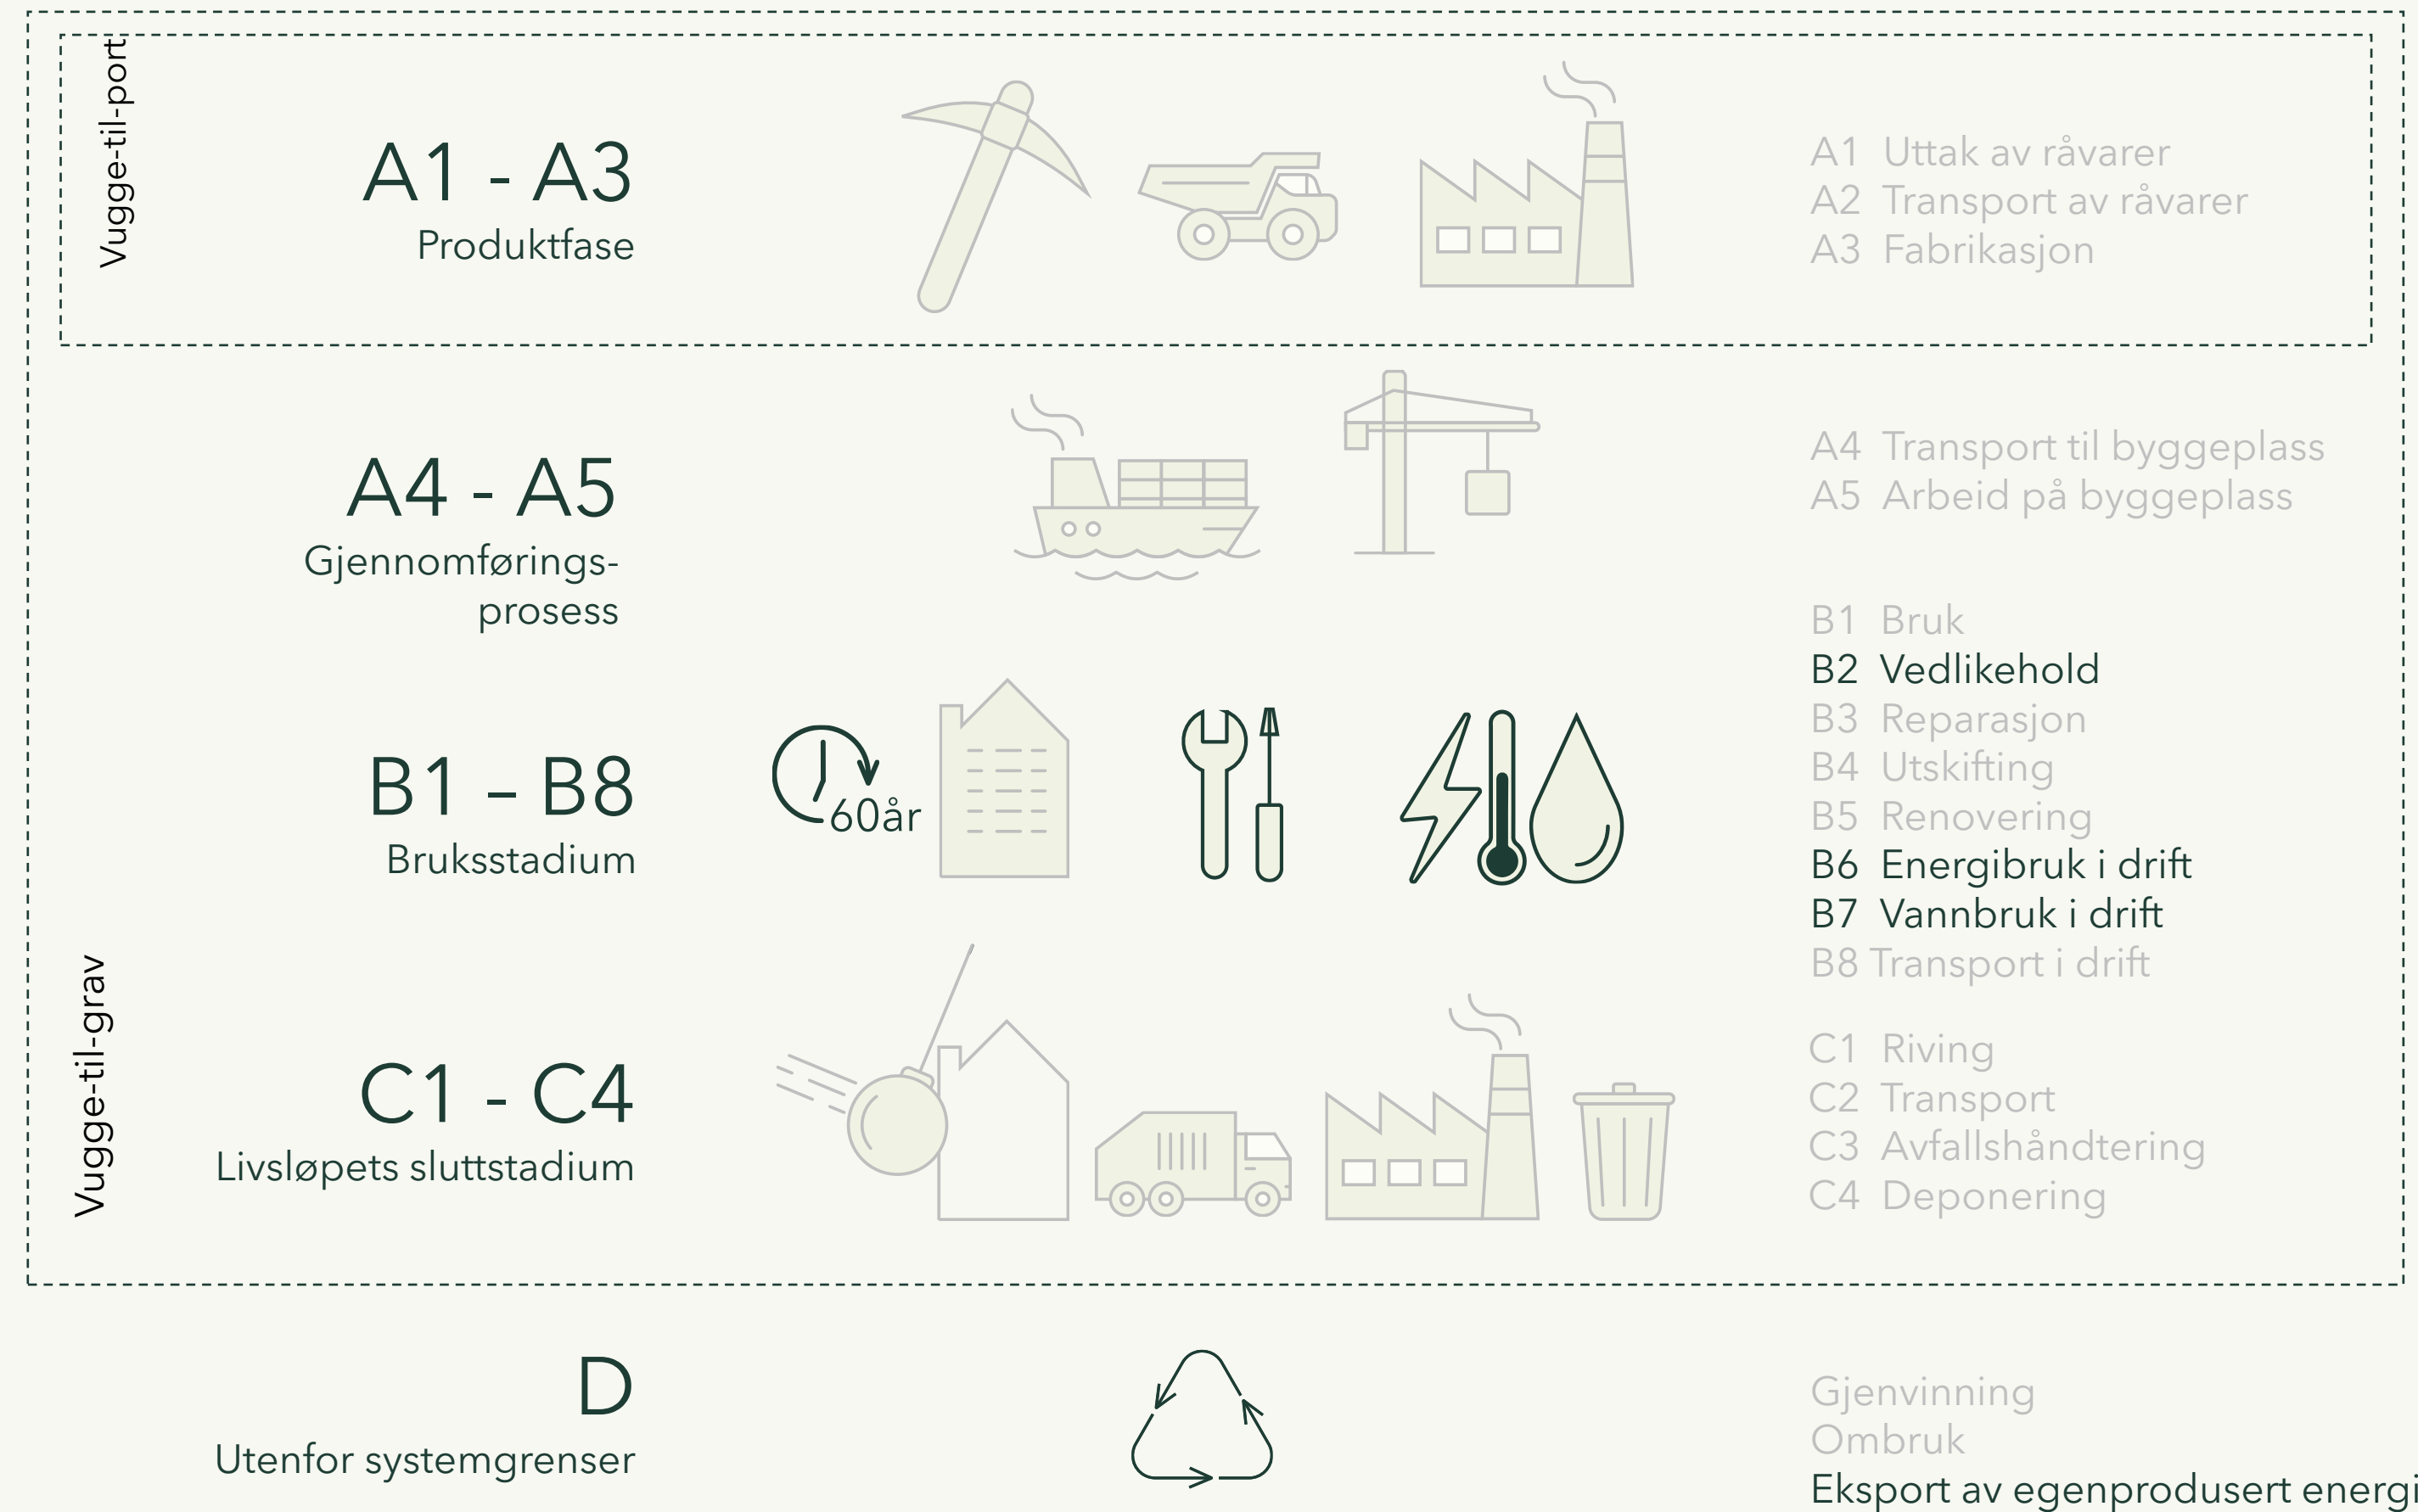 Vugge-til-port
A1 - A3
Produktfase
A1 Uttak av råvarer
A2 Transport av råvarer
A3 Fabrikasjon
A4 - A5
Gjennomførings-
prosess
A4 Transport til byggeplass
A5 Arbeid på byggeplass
B1 – B8
Bruksstadium
60år
B1 Bruk
B2 Vedlikehold
B3 Reparasjon
B4 Utskifting
B5 Renovering
B6 Energibruk i drift
B7 Vannbruk i drift
B8 Transport i drift
Vugge-til-grav
C1 - C4
Livsløpets sluttstadium
C1 Riving
C2 Transport
C3 Avfallshåndtering
C4 Deponering
D
Utenfor systemgrenser
Gjenvinning
Ombruk
Eksport av egenprodusert energi